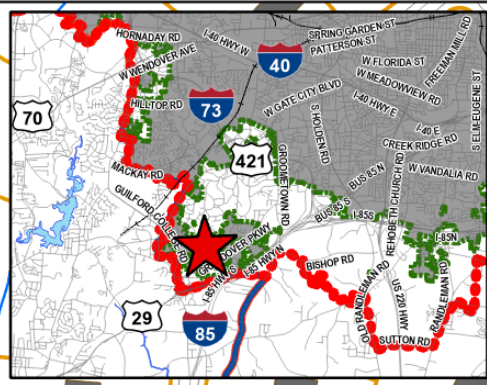 HORNADAY RD
I-40 HWY W
SPRING GARDEN ST
PATTERSON ST
FREEMAN MILL RD
W WENDOVER AVE
40
W FLORIDA ST
W MEADOWVIEW RD
S ELM-EUGENE ST
HILLTOP RD
73
W GATE CITY BLVD
I-40 HWY E
70
S HOLDEN RD
I-40 E
CREEK RIDGE RD
421
GROOMETOWN RD
W VANDALIA RD
MACKAY RD
BUS 85 N
REHOBETH CHURCH RD
GUILFORD COLLEGE RD
BUS 85 S
I-85S
I-85N
GRANDOVER PKWY
I-85 HWY N
I-85 HWY S
BISHOP RD
OLD RANDLEMAN RD
US 220 HWY
RANDLEMAN RD
29
85
SUTTON RD